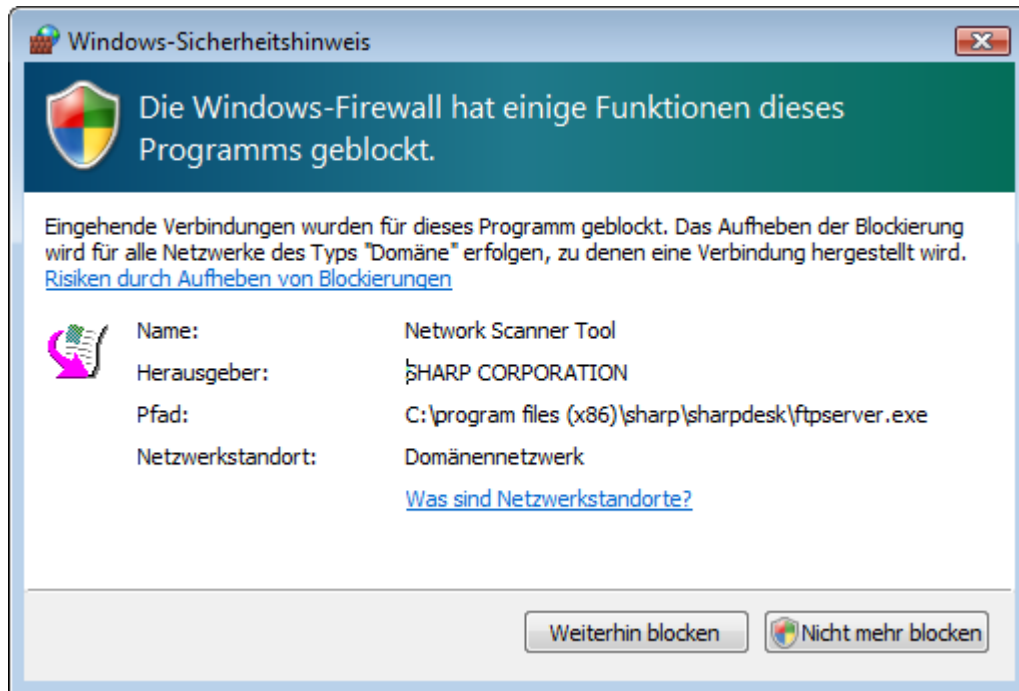 Windows-Sicherheitshinweis
Die Windows-Firewall hat einige Funktionen dieses
Programms geblockt.
Eingehende Verbindungen wurden für dieses Programm geblockt. Das Aufheben der Blockierung
wird für alle Netzwerke des Typs "Domäne" erfolgen, zu denen eine Verbindung hergestellt wird.
Risiken durch Aufheben von Blockierungen
Name: Network Scanner Tool
Herausgeber: SHARP CORPORATION
Pfad: C:\program files (x86)\sharp\sharpdesk\ftpserver.exe
Netzwerkstandort: Domänennetzwerk
Was sind Netzwerkstandorte?
Weiterhin blocken Nicht mehr blocken